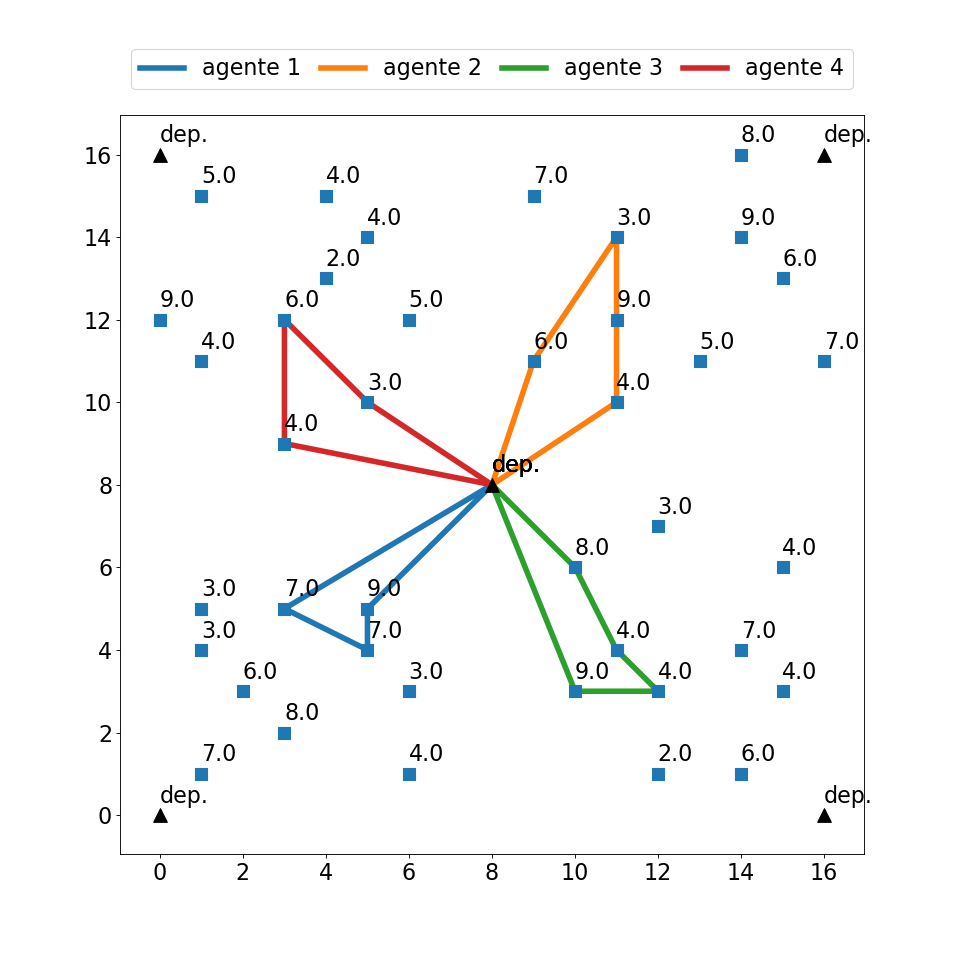 agente 1 agente 2 agente 3 agente 4
dep. 8.0 dep.
16
5.0 4.0 7.0
4.0 3.0 9.0
14
2.0 6.0
9.0 6.0 5.0 9.0
12
4.0 6.0 5.0 7.0
3.0 4.0
10
4.0
dep. dep.
8
3.0
8.0 4.0
6
3.0 7.0 9.0
3.0 7.0 4.0 7.0
4
6.0 3.0 9.0 4.0 4.0
8.0
2
7.0 4.0 2.0 6.0
dep. dep.
0
0 2 4 6 8 10 12 14 16